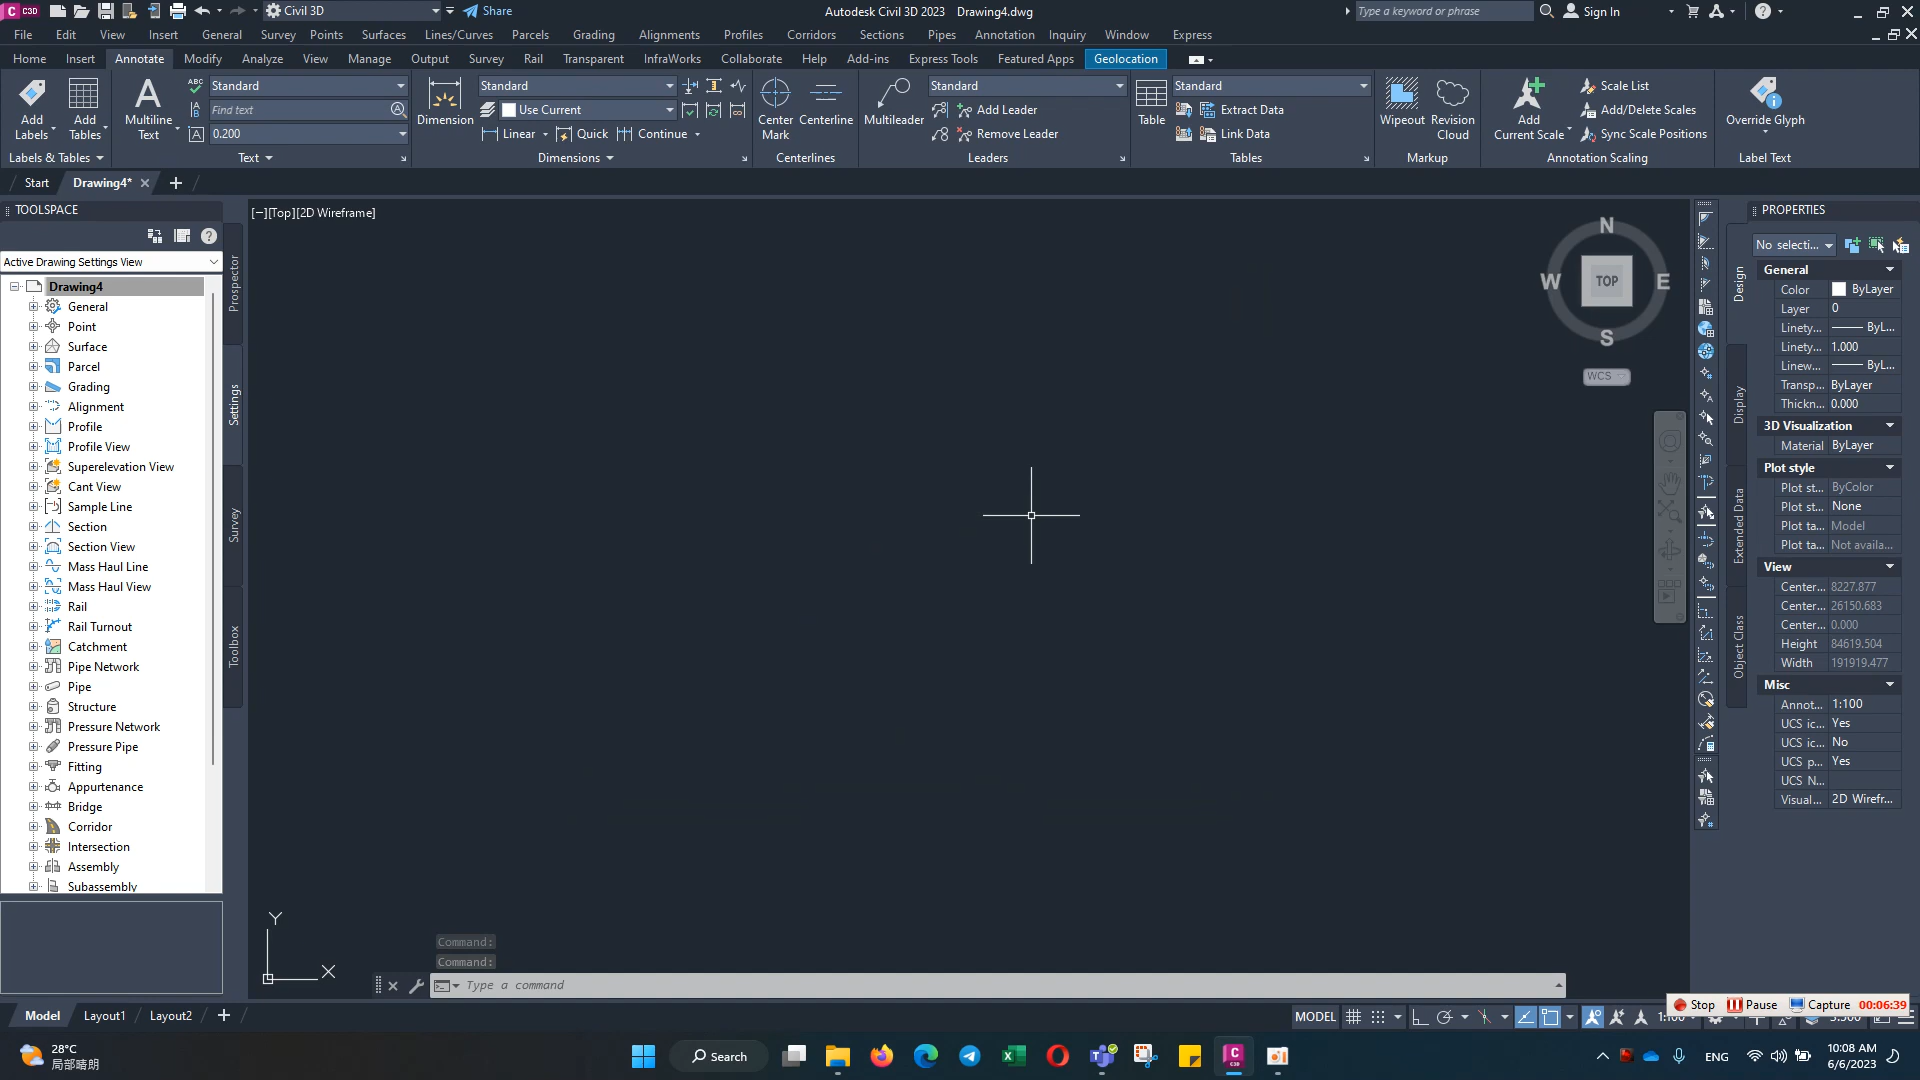 C3D Civil 3D Share Autodesk Civil 3D 2023 Drawing4.dwg Type a keyword or phrase Sign In
File Edit View Insert General Survey Points Surfaces Lines/Curves Parcels Grading Alignments Profiles Corridors Sections Pipes Annotation Inquiry Window Express
Home Insert Annotate Modify Analyze View Manage Output Survey Rail Transparent InfraWorks Collaborate Help Add-ins Express Tools Featured Apps Geolocation
Add Labels
Add Tables
Labels & Tables
Multiline Text
ABC Standard
Find text
0.200
Text
Dimension
Standard
Use Current
Linear Quick Continue
Dimensions
Center Mark
Centerline
Centerlines
Multileader
Standard
Add Leader
Remove Leader
Leaders
Table
Standard
Extract Data
Link Data
Tables
Wipeout
Revision Cloud
Markup
Add Current Scale
Scale List
Add/Delete Scales
Sync Scale Positions
Annotation Scaling
Override Glyph
Label Text
Start Drawing4*
TOOLSPACE
Active Drawing Settings View
Drawing4
General
Point
Surface
Parcel
Grading
Alignment
Profile
Profile View
Superelevation View
Cant View
Sample Line
Section
Section View
Mass Haul Line
Mass Haul View
Rail
Rail Turnout
Catchment
Pipe Network
Pipe
Structure
Pressure Network
Pressure Pipe
Fitting
Appurtenance
Bridge
Corridor
Intersection
Assembly
Subassembly
Prospector
Settings
Survey
Toolbox
[−][Top][2D Wireframe]
N
W TOP E
S
WCS
Y
X
Command:
Command:
Type a command
PROPERTIES
No selecti...
Design
Display
Extended Data
Object Class
General
Color ByLayer
Layer 0
Linety... ByL...
Linety... 1.000
Linew... ByL...
Transp... ByLayer
Thickn... 0.000
3D Visualization
Material ByLayer
Plot style
Plot st... ByColor
Plot st... None
Plot ta... Model
Plot ta... Not availa...
View
Center... 8227.877
Center... 26150.683
Center... 0.000
Height 84619.504
Width 191919.477
Misc
Annot... 1:100
UCS ic... Yes
UCS ic... No
UCS p... Yes
UCS N...
Visual... 2D Wirefr...
Stop Pause Capture 00:06:39
Model Layout1 Layout2 MODEL
28°C
局部晴朗
Search
ENG
10:08 AM
6/6/2023